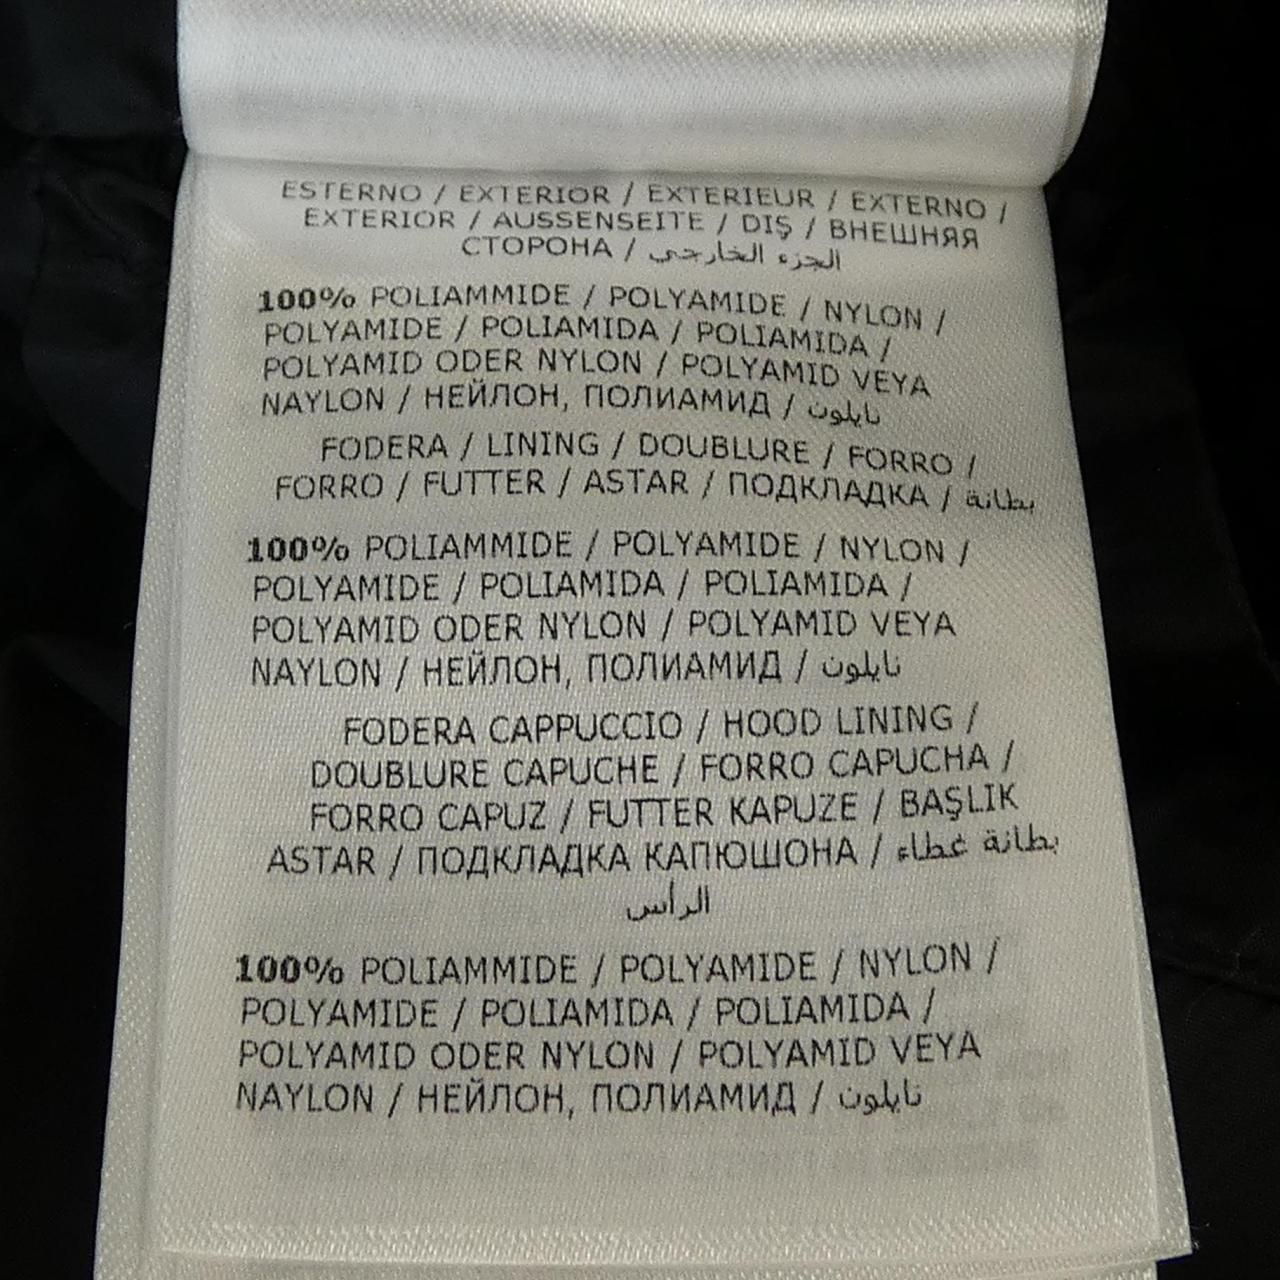 ESTERNO / EXTERIOR / EXTERIEUR / EXTERNO /
EXTERIOR / AUSSENSEITE / DIŞ / ВНЕШНЯЯ
СТОРОНА / الجزء الخارجي
100% POLIAMMIDE / POLYAMIDE / NYLON /
POLYAMIDE / POLIAMIDA / POLIAMIDA /
POLYAMID ODER NYLON / POLYAMID VEYA
NAYLON / НЕЙЛОН, ПОЛИАМИД / نايلون
FODERA / LINING / DOUBLURE / FORRO /
FORRO / FUTTER / ASTAR / ПОДКЛАДКА / بطانة
100% POLIAMMIDE / POLYAMIDE / NYLON /
POLYAMIDE / POLIAMIDA / POLIAMIDA /
POLYAMID ODER NYLON / POLYAMID VEYA
NAYLON / НЕЙЛОН, ПОЛИАМИД / نايلون
FODERA CAPPUCCIO / HOOD LINING /
DOUBLURE CAPUCHE / FORRO CAPUCHA /
FORRO CAPUZ / FUTTER KAPUZE / BAŞLIK
ASTAR / ПОДКЛАДКА КАПЮШОНА / بطانة غطاء
الرأس
100% POLIAMMIDE / POLYAMIDE / NYLON /
POLYAMIDE / POLIAMIDA / POLIAMIDA /
POLYAMID ODER NYLON / POLYAMID VEYA
NAYLON / НЕЙЛОН, ПОЛИАМИД / نايلون